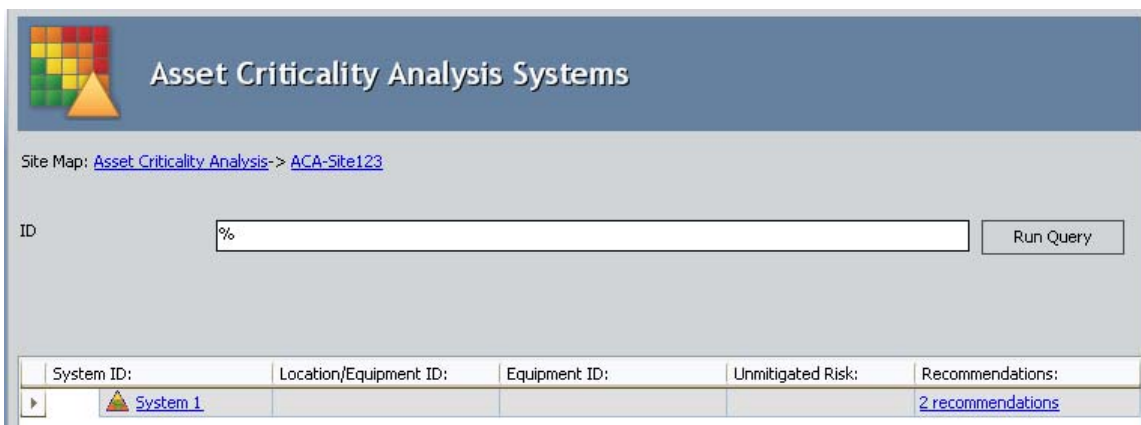 Asset Criticality Analysis Systems
Site Map: Asset Criticality Analysis-> ACA-Site123
ID % Run Query
System ID: Location/Equipment ID: Equipment ID: Unmitigated Risk: Recommendations:
System 1 2 recommendations